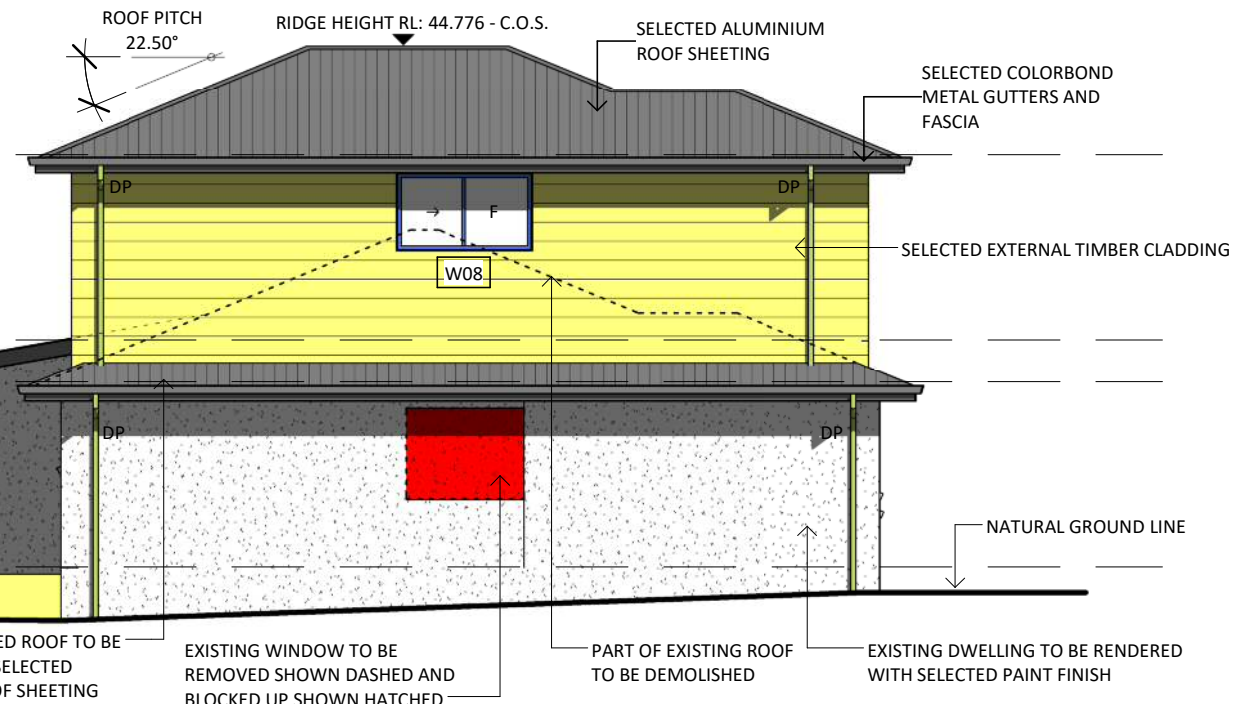 ROOF PITCH
22.50°
RIDGE HEIGHT RL: 44.776 - C.O.S.
SELECTED ALUMINIUM
ROOF SHEETING
SELECTED COLORBOND
METAL GUTTERS AND
FASCIA
DP
F
DP
W08
SELECTED EXTERNAL TIMBER CLADDING
DP
DP
NATURAL GROUND LINE
ED ROOF TO BE
SELECTED
OF SHEETING
EXISTING WINDOW TO BE
REMOVED SHOWN DASHED AND
BLOCKED UP SHOWN HATCHED
PART OF EXISTING ROOF
TO BE DEMOLISHED
EXISTING DWELLING TO BE RENDERED
WITH SELECTED PAINT FINISH